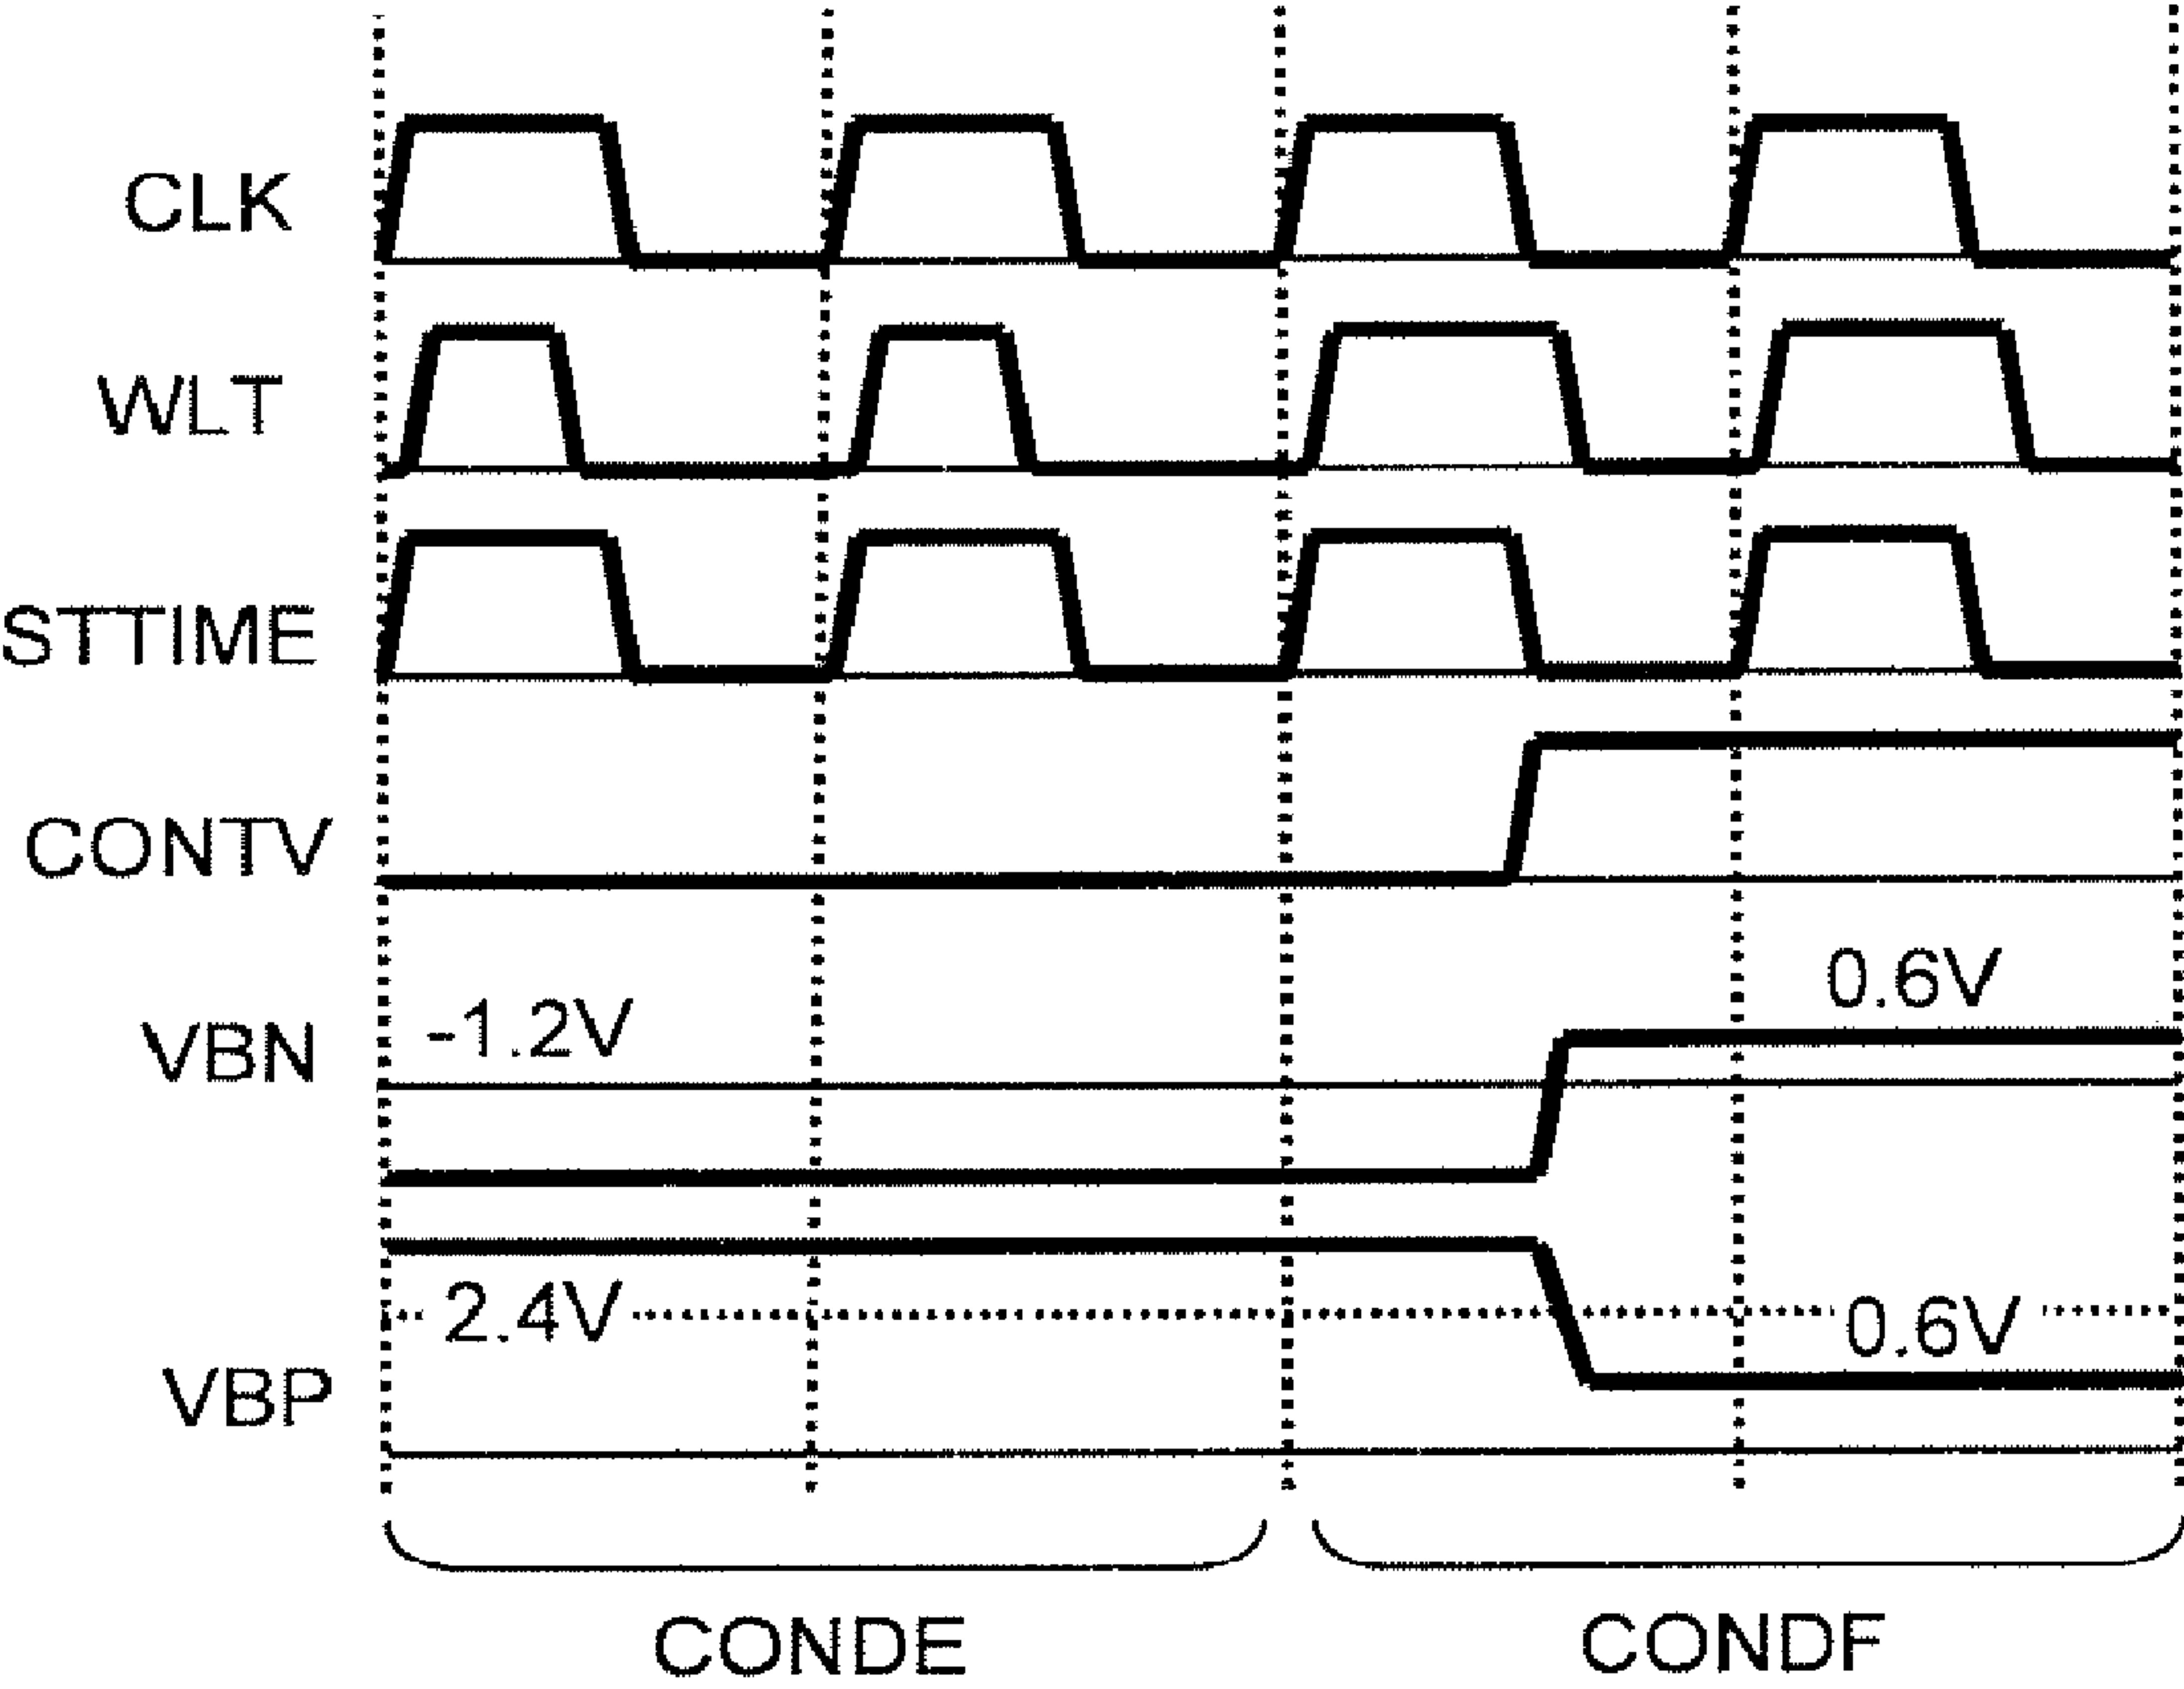 CLK
WLT
STTIME
CONTV
0.6V
VBN
-1.2V
2.4V
0.6V
VBP
CONDE
CONDF